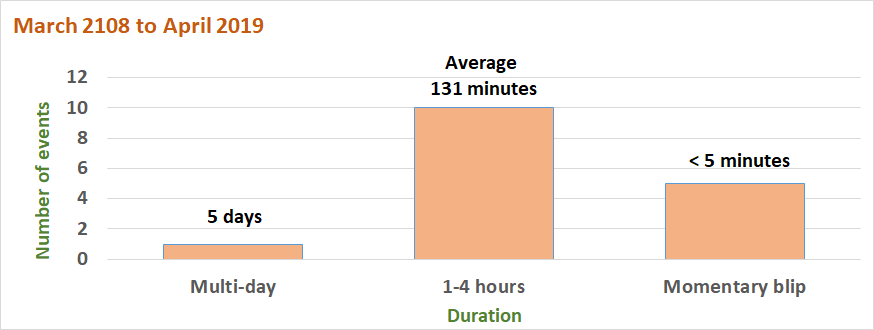 March 2108 to April 2019
Average
131 minutes
12
10
8
6
4
2
0
Number of events
5 days
< 5 minutes
Multi-day
1-4 hours
Momentary blip
Duration